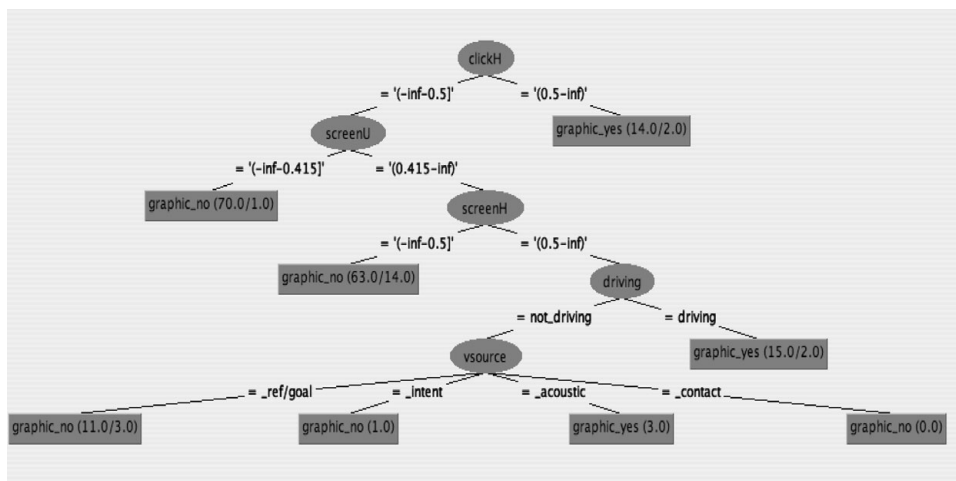 clickH
= '(-inf-0.5]' = '(0.5-inf)'
screenU graphic_yes (14.0/2.0)
= '(-inf-0.415]' = '(0.415-inf)'
graphic_no (70.0/1.0) screenH
= '(-inf-0.5]' = '(0.5-inf)'
graphic_no (63.0/14.0) driving
= not_driving = driving
vsource graphic_yes (15.0/2.0)
= _ref/goal = _intent = _acoustic = _contact
graphic_no (11.0/3.0) graphic_no (1.0) graphic_yes (3.0) graphic_no (0.0)